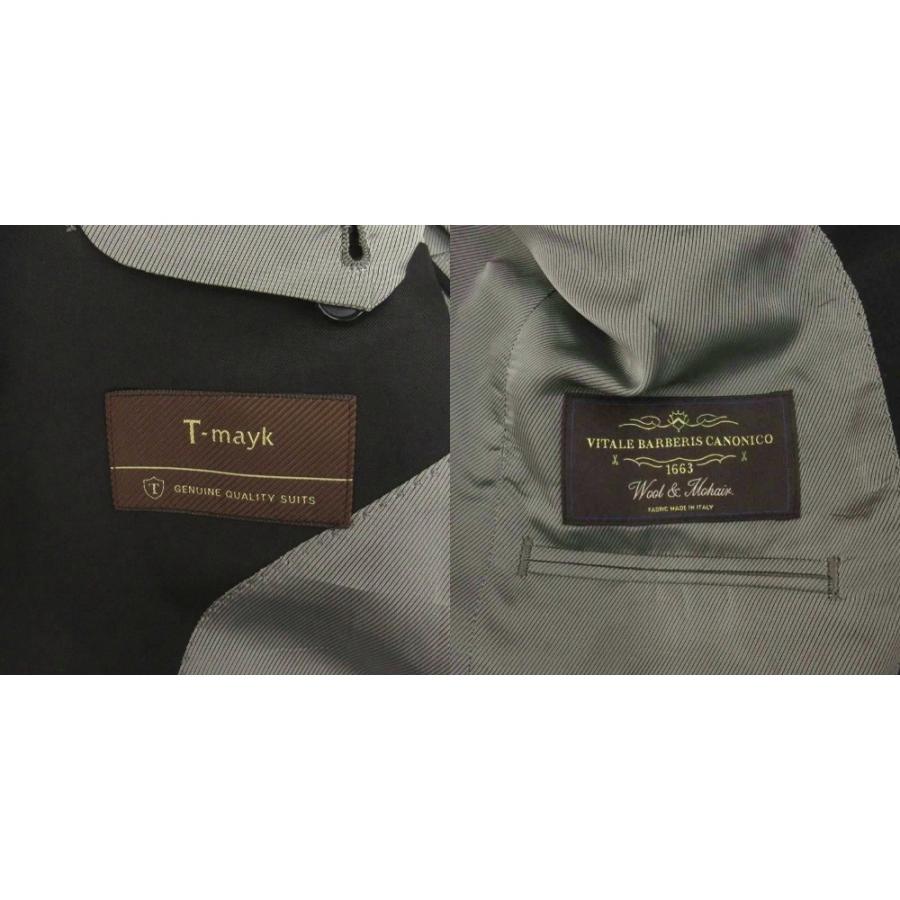 T-mayk
T GENUINE QUALITY SUITS
VITALE BARBERIS CANONICO
1663
Wool & Mohair
FABRIC MADE IN ITALY